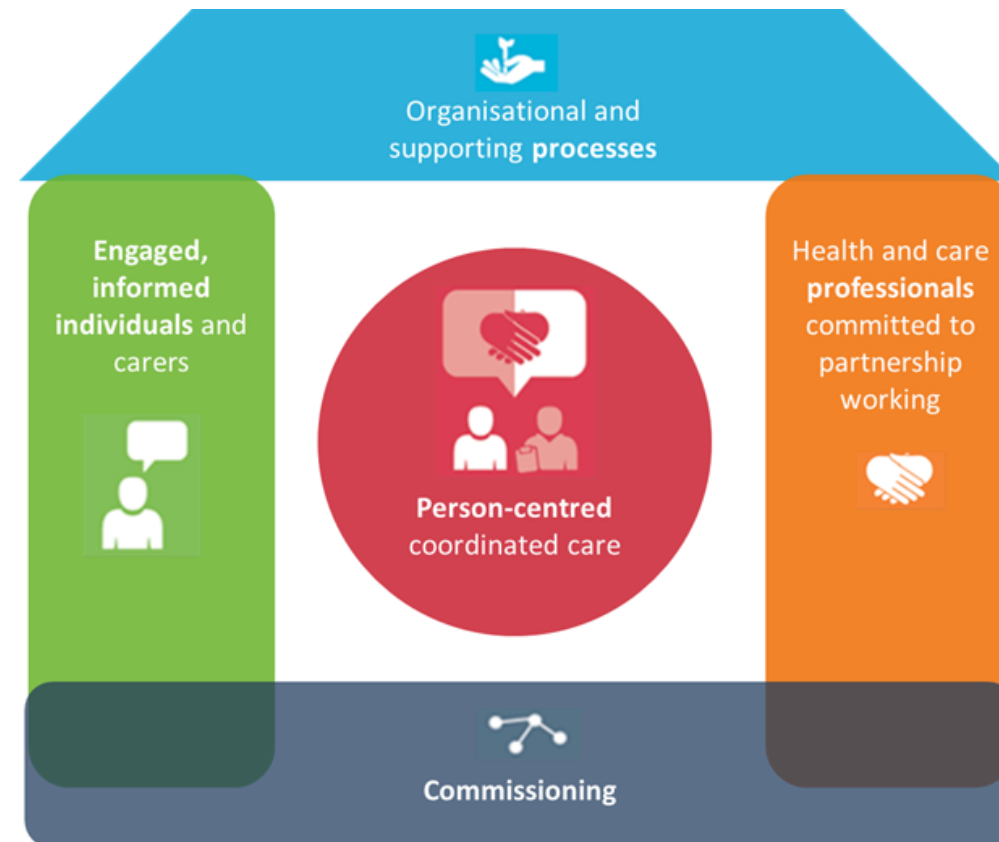 Organisational and
supporting processes
Engaged,
informed
individuals and
carers
Person-centred
coordinated care
Health and care
professionals
committed to
partnership
working
Commissioning